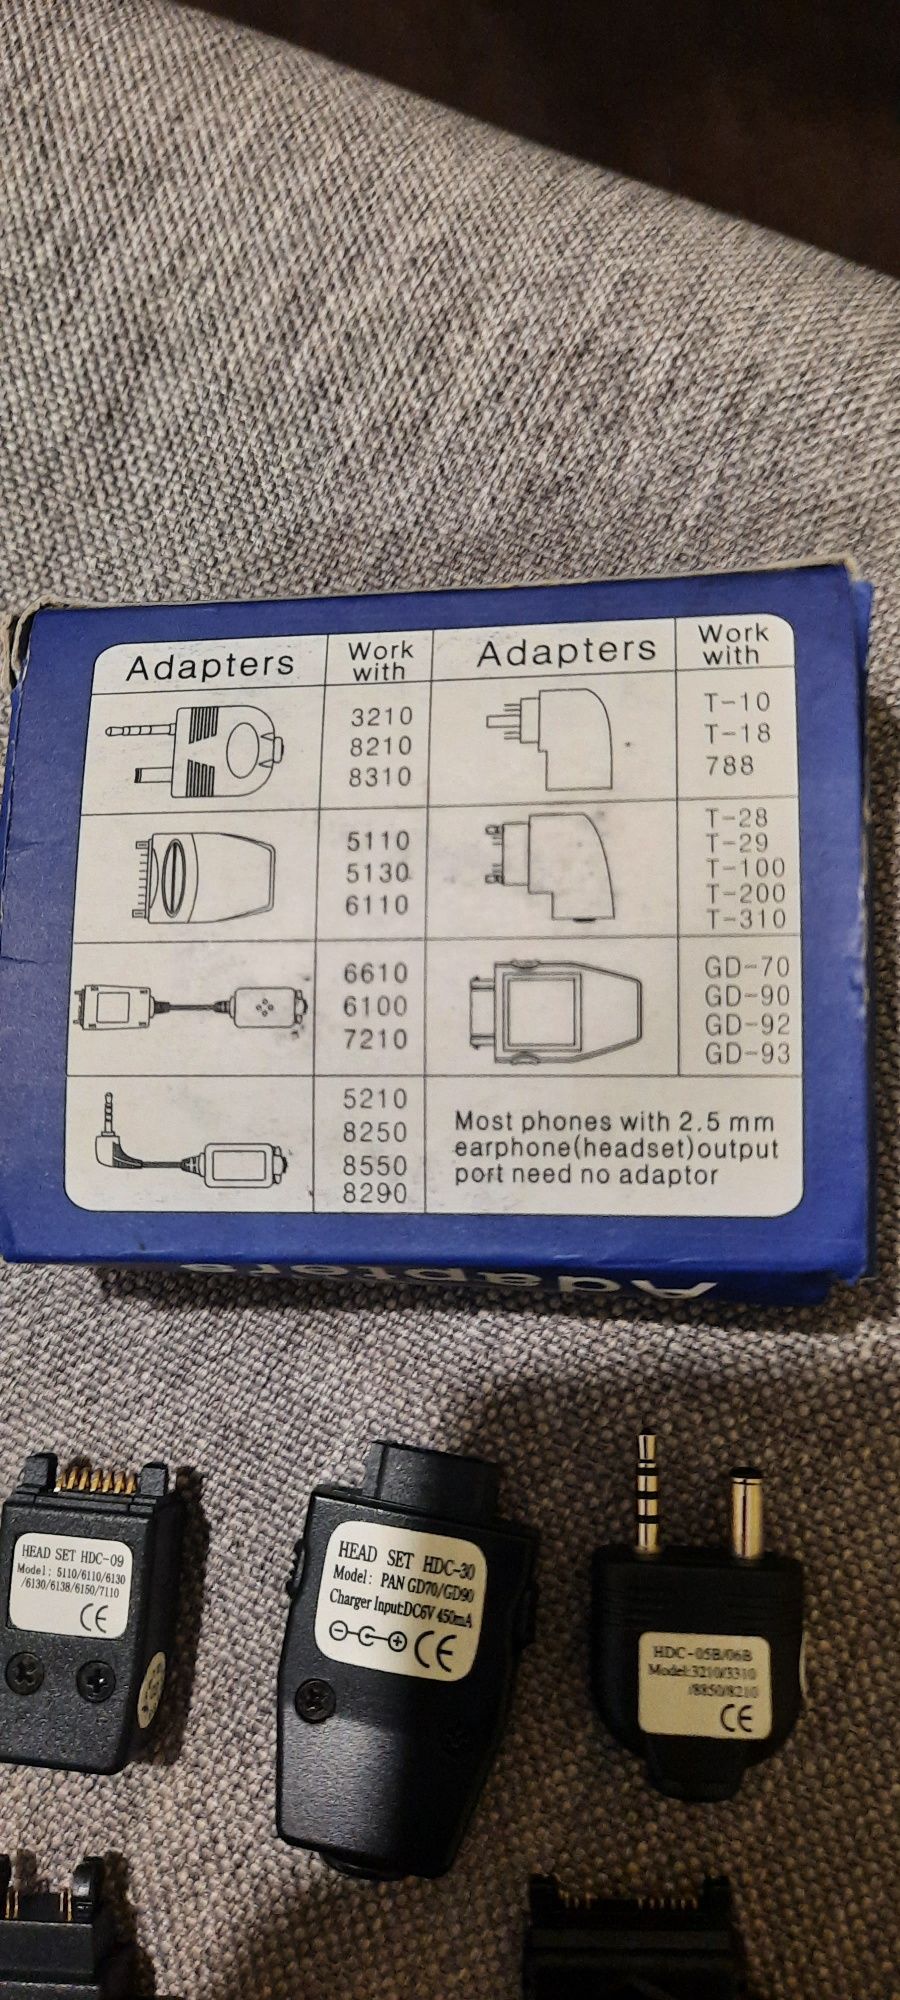 Adapters
Work
with
3210
8210
8310
5110
5130
6110
6610
6100
7210
5210
8250
8550
8290
Adapters
Work
with
T-10
T-18
788
T-28
T-29
T-100
T-200
T-310
GD-70
GD-90
GD-92
GD-93
Most phones with 2.5 mm
earphone(headset)output
port need no adaptor
Adapters
HEAD SET HDC-09
Model: 5110/6110/6130
/6130/6138/6150/7110
CE
HEAD SET HDC-30
Model: PAN GD70/GD90
Charger Input:DC6V 450mA
CE
HDC-05B/06B
Model:3210/3310
/8850/8210
CE